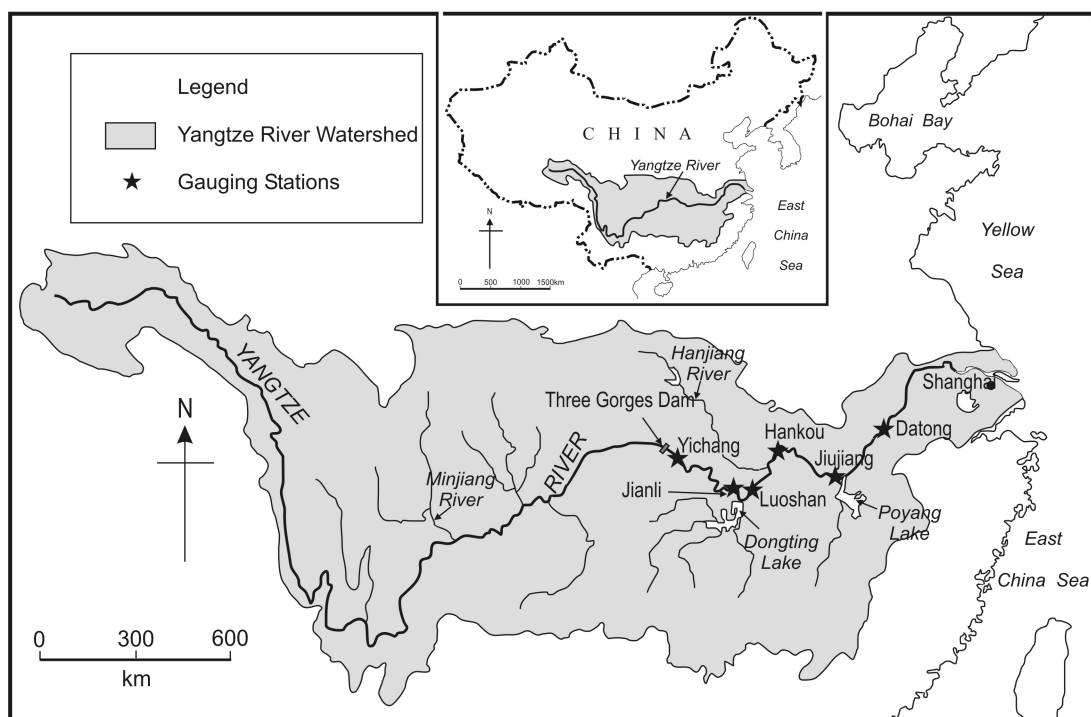 Legend
Yangtze River Watershed
Gauging Stations
CHINA
Yangtze River
East
China
Sea
N
0 500 1000 1500km
Bohai Bay
Yellow
Sea
YANGTZE
RIVER
N
0 300 600
km
Minjiang
River
Three Gorges Dam
Hanjiang
River
Yichang
Jianli
Luoshan
Hankou
Jiujiang
Datong
Shanghai
Dongting
Lake
Poyang
Lake
East
China Sea